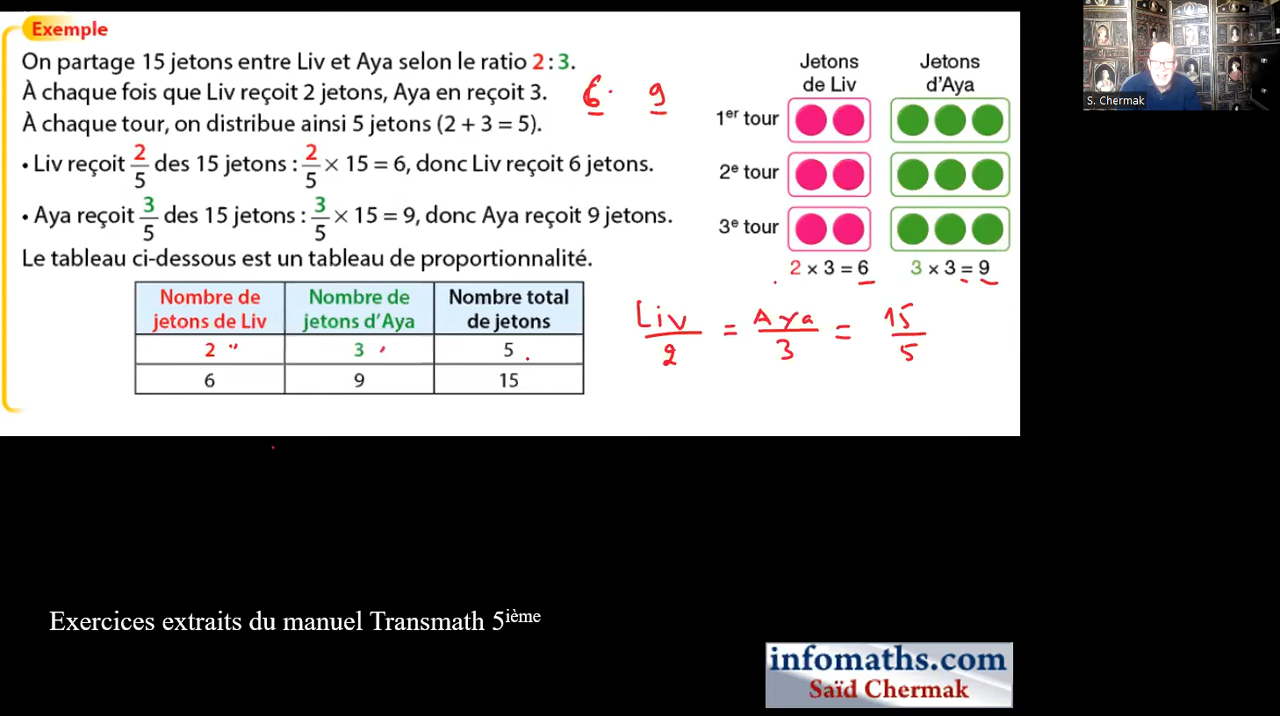 Exemple
On partage 15 jetons entre Liv et Aya selon le ratio 2 : 3.
À chaque fois que Liv reçoit 2 jetons, Aya en reçoit 3.
6 9
À chaque tour, on distribue ainsi 5 jetons (2 + 3 = 5).
• Liv reçoit 2/5 des 15 jetons : 2/5 × 15 = 6, donc Liv reçoit 6 jetons.
• Aya reçoit 3/5 des 15 jetons : 3/5 × 15 = 9, donc Aya reçoit 9 jetons.
Le tableau ci-dessous est un tableau de proportionnalité.
Nombre de jetons de Liv
Nombre de jetons d'Aya
Nombre total de jetons
2 3 5
6 9 15
Jetons de Liv
Jetons d'Aya
1er tour
2e tour
3e tour
2 × 3 = 6
3 × 3 = 9
Liv/2 = Aya/3 = 15/5
S. Chermak
Exercices extraits du manuel Transmath 5ième
infomaths.com
Saïd Chermak